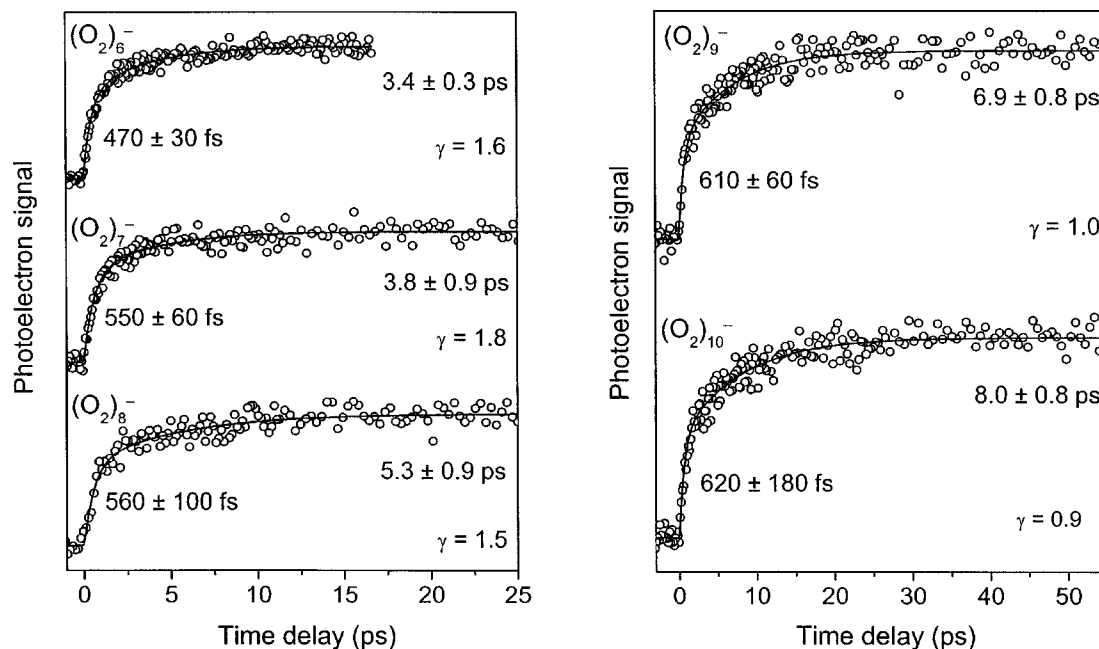 Photoelectron signal
(O₂)₆⁻
3.4 ± 0.3 ps
470 ± 30 fs
γ = 1.6
(O₂)₇⁻
3.8 ± 0.9 ps
550 ± 60 fs
γ = 1.8
(O₂)₈⁻
5.3 ± 0.9 ps
560 ± 100 fs
γ = 1.5
0 5 10 15 20 25
Time delay (ps)
Photoelectron signal
(O₂)₉⁻
6.9 ± 0.8 ps
610 ± 60 fs
γ = 1.0
(O₂)₁₀⁻
8.0 ± 0.8 ps
620 ± 180 fs
γ = 0.9
0 10 20 30 40 50
Time delay (ps)